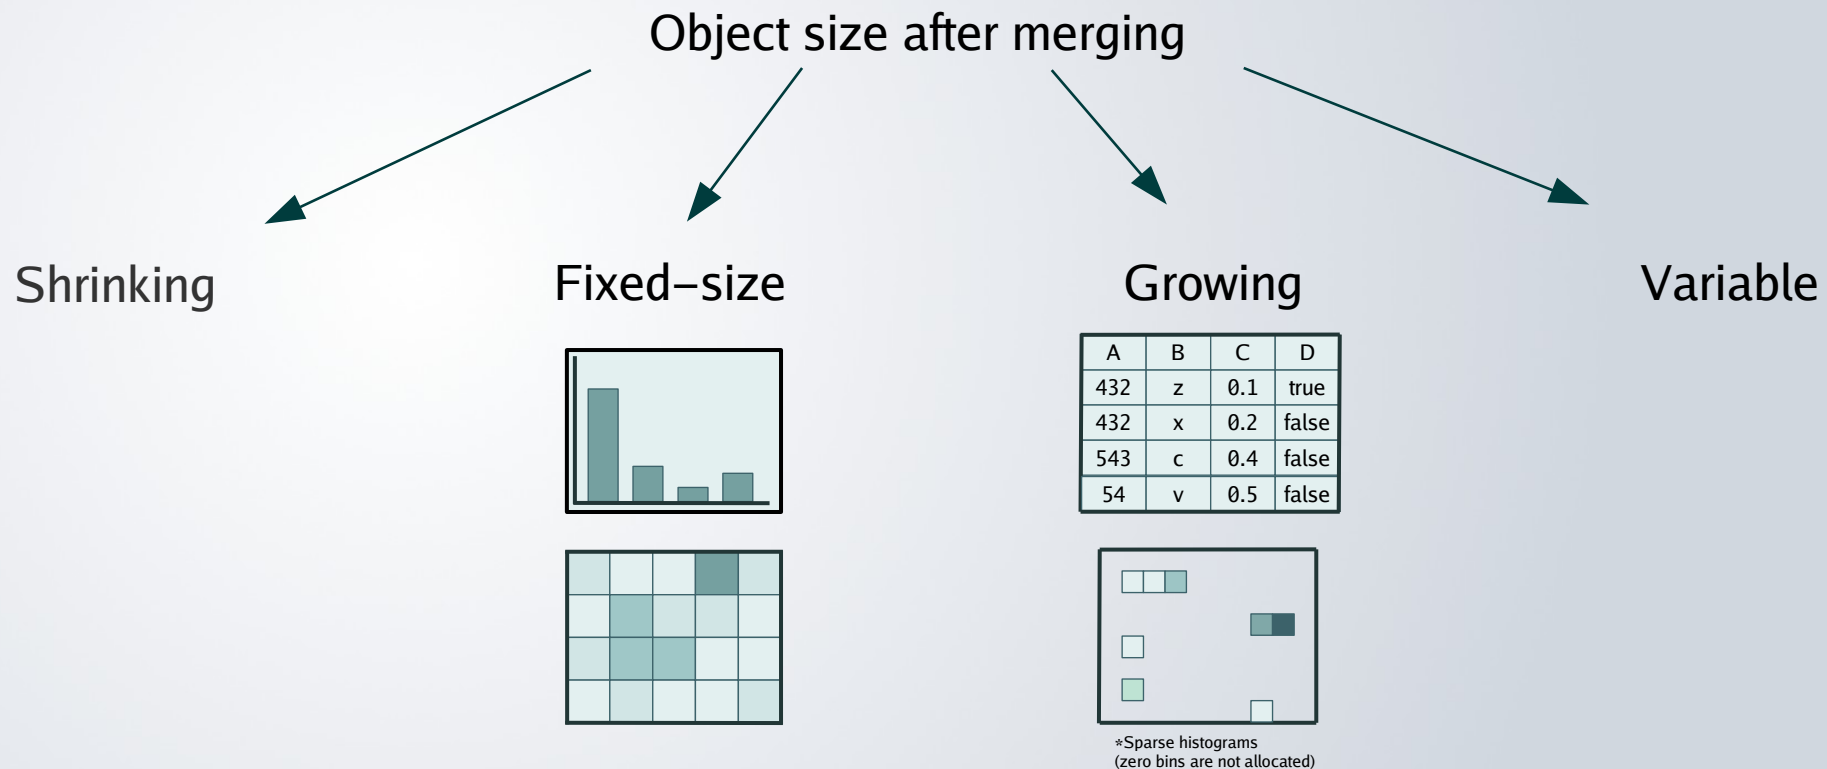 Object size after merging
Shrinking
Fixed–size
Growing
Variable
A B C D
432 z 0.1 true
432 x 0.2 false
543 c 0.4 false
54 v 0.5 false
*Sparse histograms
(zero bins are not allocated)